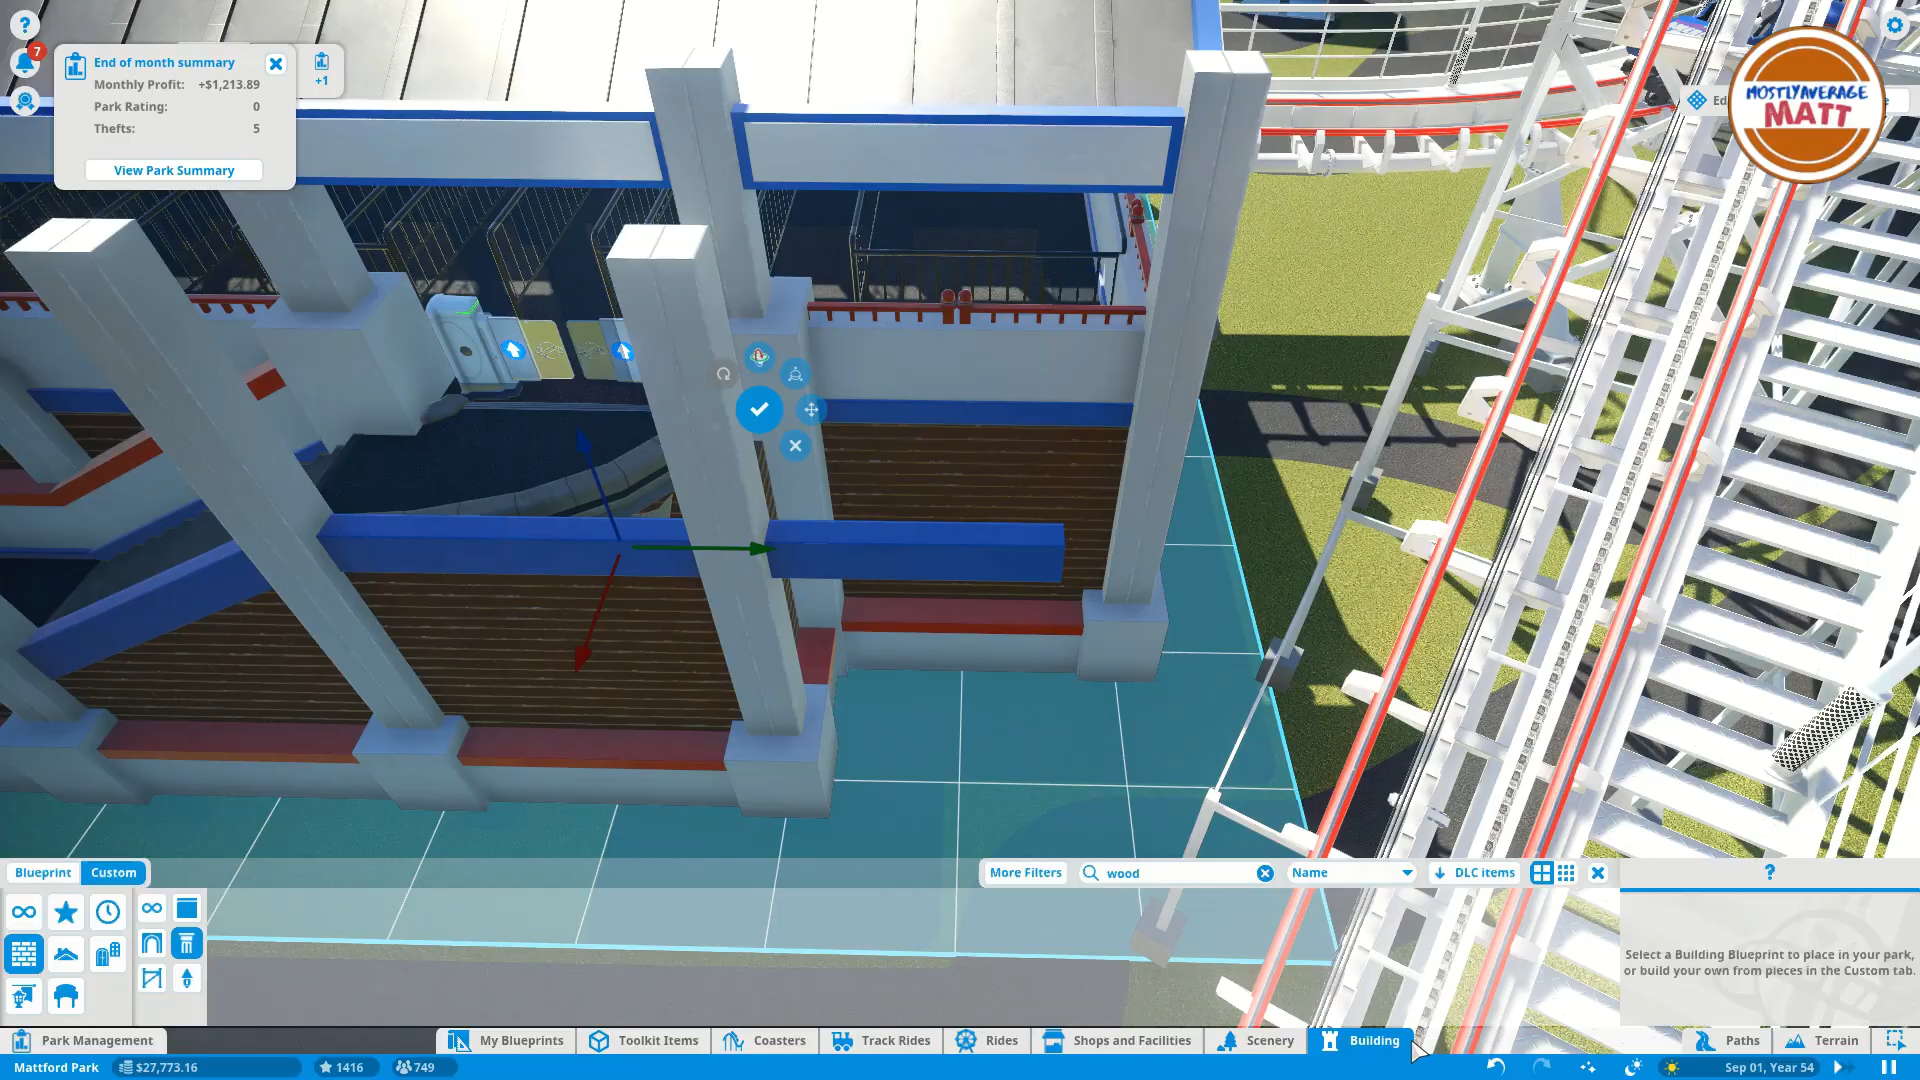 ?
7
End of month summary
Monthly Profit: +$1,213.89
Park Rating: 0
Thefts: 5
View Park Summary
+1
MOSTLYAVERAGE
MATT
Blueprint
Custom
More Filters
wood
Name
DLC items
?
Select a Building Blueprint to place in your park,
or build your own from pieces in the Custom tab.
Park Management
My Blueprints
Toolkit Items
Coasters
Track Rides
Rides
Shops and Facilities
Scenery
Building
Paths
Terrain
Mattford Park
$27,773.16
1416
749
Sep 01, Year 54